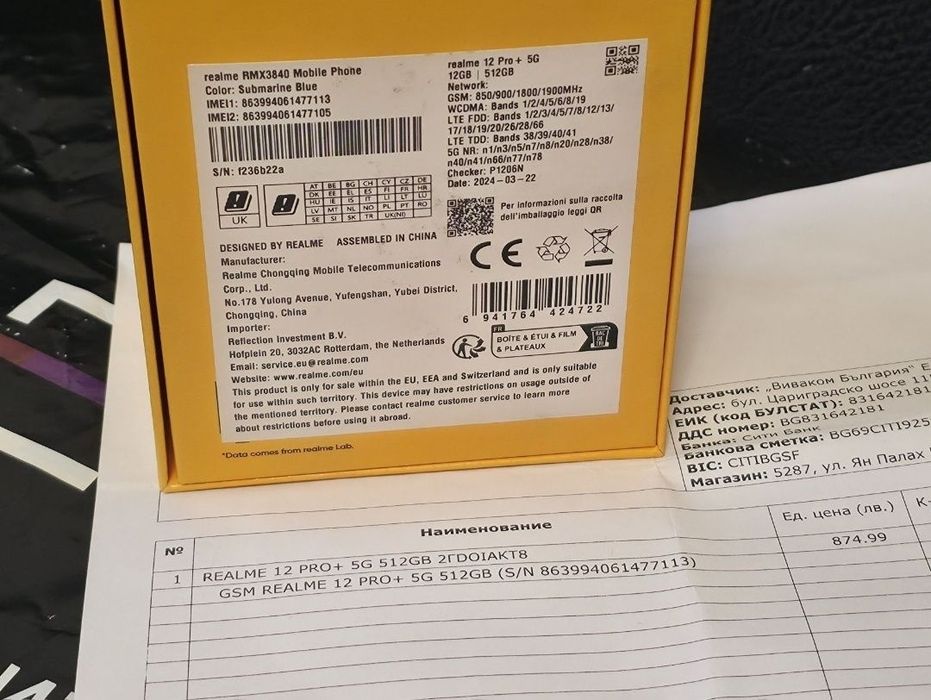 realme RMX3840 Mobile Phone
Color: Submarine Blue
IMEI1: 863994061477113
IMEI2: 863994061477105
S/N: f236b22a
UK
AT BE BG CH CY CZ DE
DK EE EL ES FI FR HR
HU IE IS IT LI LT LU
LV MT NL NO PL PT RO
SE SI SK TR UK(NI)
realme 12 Pro+ 5G
12GB | 512GB
Network:
GSM: 850/900/1800/1900MHz
WCDMA: Bands 1/2/4/5/6/8/19
LTE FDD: Bands 1/2/3/4/5/7/8/12/13/
17/18/19/20/26/28/66
LTE TDD: Bands 38/39/40/41
5G NR: n1/n3/n5/n7/n8/n20/n28/n38/
n40/n41/n66/n77/n78
Checker: P1206N
Date: 2024-03-22
Per informazioni sulla raccolta
dell'imballaggio leggi QR
DESIGNED BY REALME ASSEMBLED IN CHINA
Manufacturer:
Realme Chongqing Mobile Telecommunications
Corp., Ltd.
No.178 Yulong Avenue, Yufengshan, Yubei District,
Chongqing, China
Importer:
Reflection Investment B.V.
Hofplein 20, 3032AC Rotterdam, the Netherlands
Email: service.eu@realme.com
Website: www.realme.com/eu
CE
6 941764 424722
FR
BOÎTE & ÉTUI & FILM
& PLATEAUX
BAC
DE
TRI
This product is only for sale within the EU, EEA and Switzerland and is only suitable
for use within such territory. This device may have restrictions on usage outside of
the mentioned territory. Please contact realme customer service to learn more
about restrictions before using it abroad.
*Data comes from realme Lab.
Доставчик: „Виваком България" Е
Адрес: бул. Цариградско шосе 11
ЕИК (код БУЛСТАТ): 831642181
ДДС номер: BG831642181
Банка: Сити Банк
Банкова сметка: BG69CITI925
BIC: CITIBGSF
Магазин: 5287, ул. Ян Палах
№ Наименование Ед. цена (лв.) К-
1 REALME 12 PRO+ 5G 512GB 2ГDOIAKT8 874.99
GSM REALME 12 PRO+ 5G 512GB (S/N 863994061477113)